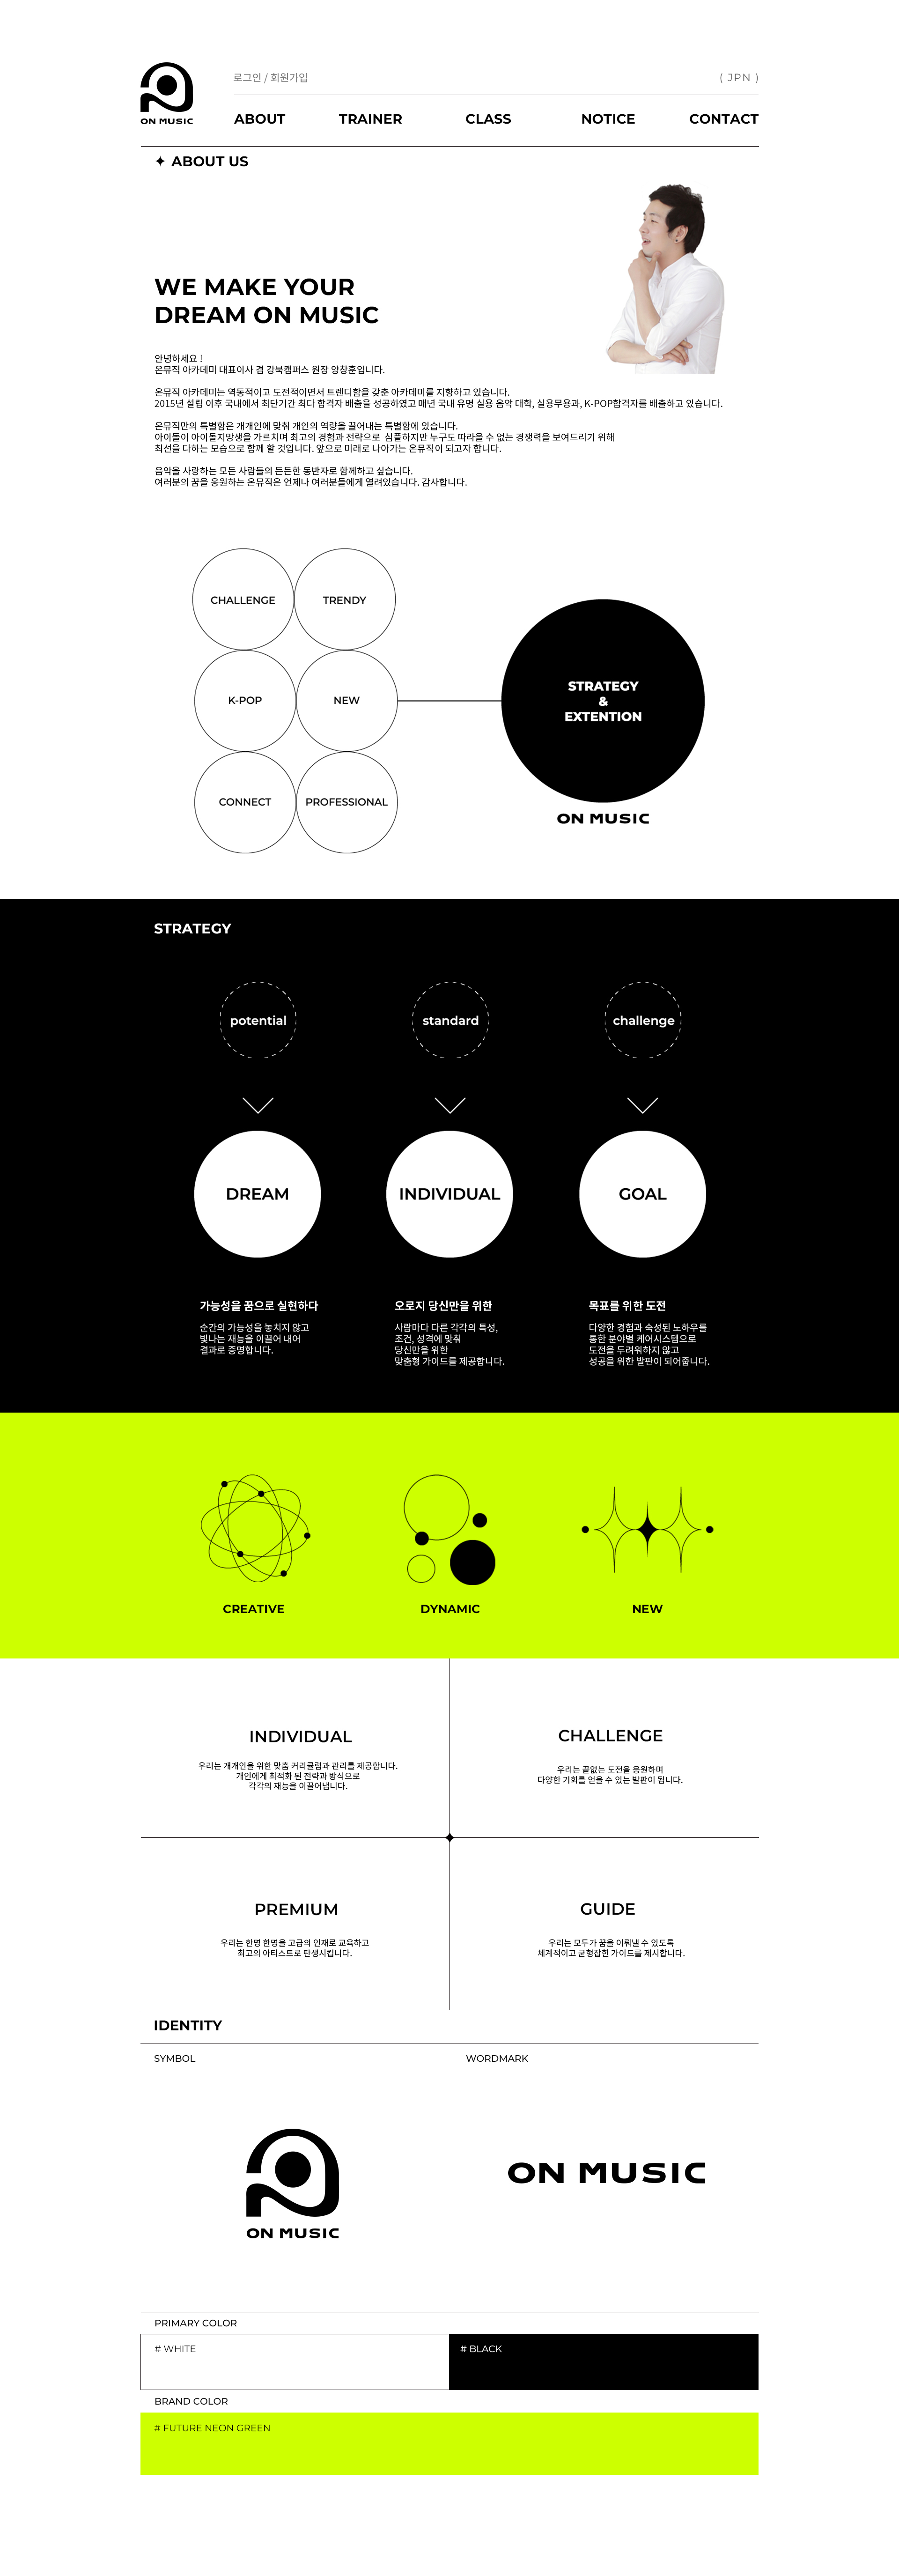 로그인 / 회원가입
( JPN )
ON MUSIC
ABOUT
TRAINER
CLASS
NOTICE
CONTACT
ABOUT US
WE MAKE YOUR
DREAM ON MUSIC
안녕하세요 !
온뮤직 아카데미 대표이사 겸 강북캠퍼스 원장 양창훈입니다.
온뮤직 아카데미는 역동적이고 도전적이면서 트렌디함을 갖춘 아카데미를 지향하고 있습니다.
2015년 설립 이후 국내에서 최단기간 최다 합격자 배출을 성공하였고 매년 국내 유명 실용 음악 대학, 실용무용과, K-POP합격자를 배출하고 있습니다.
온뮤직만의 특별함은 개개인에 맞춰 개인의 역량을 끌어내는 특별함에 있습니다.
아이돌이 아이돌지망생을 가르치며 최고의 경험과 전략으로 심플하지만 누구도 따라올 수 없는 경쟁력을 보여드리기 위해
최선을 다하는 모습으로 함께 할 것입니다. 앞으로 미래로 나아가는 온뮤직이 되고자 합니다.
음악을 사랑하는 모든 사람들의 든든한 동반자로 함께하고 싶습니다.
여러분의 꿈을 응원하는 온뮤직은 언제나 여러분들에게 열려있습니다. 감사합니다.
CHALLENGE
TRENDY
K-POP
NEW
CONNECT
PROFESSIONAL
STRATEGY
&
EXTENTION
ON MUSIC
STRATEGY
potential
standard
challenge
DREAM
INDIVIDUAL
GOAL
가능성을 꿈으로 실현하다
순간의 가능성을 놓치지 않고
빛나는 재능을 이끌어 내어
결과로 증명합니다.
오로지 당신만을 위한
사람마다 다른 각각의 특성,
조건, 성격에 맞춰
당신만을 위한
맞춤형 가이드를 제공합니다.
목표를 위한 도전
다양한 경험과 숙성된 노하우를
통한 분야별 케어시스템으로
도전을 두려워하지 않고
성공을 위한 발판이 되어줍니다.
CREATIVE
DYNAMIC
NEW
INDIVIDUAL
우리는 개개인을 위한 맞춤 커리큘럼과 관리를 제공합니다.
개인에게 최적화 된 전략과 방식으로
각각의 재능을 이끌어냅니다.
CHALLENGE
우리는 끝없는 도전을 응원하며
다양한 기회를 얻을 수 있는 발판이 됩니다.
PREMIUM
우리는 한명 한명을 고급의 인재로 교육하고
최고의 아티스트로 탄생시킵니다.
GUIDE
우리는 모두가 꿈을 이뤄낼 수 있도록
체계적이고 균형잡힌 가이드를 제시합니다.
IDENTITY
SYMBOL
WORDMARK
ON MUSIC
ON MUSIC
PRIMARY COLOR
# WHITE
# BLACK
BRAND COLOR
# FUTURE NEON GREEN